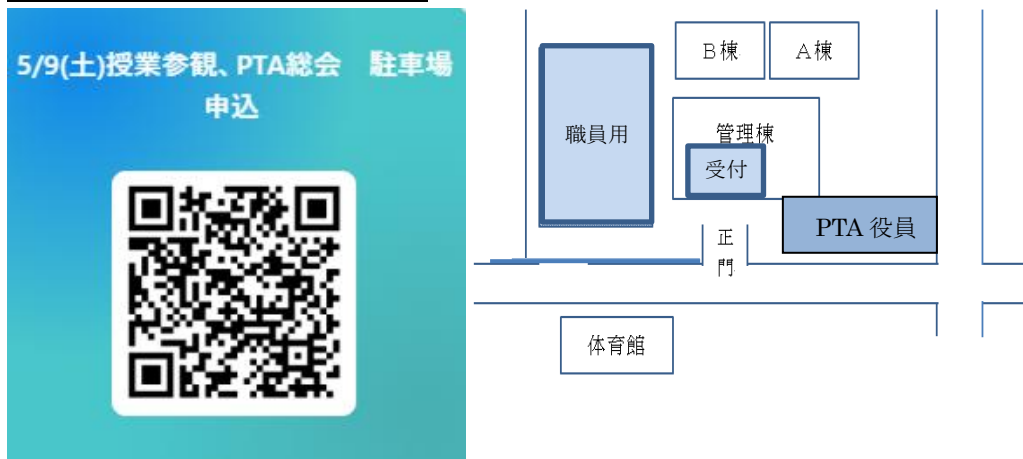 5/9(土)授業参観、PTA総会　駐車場
申込
B棟
A棟
職員用
管理棟
受付
PTA 役員
正
門
体育館